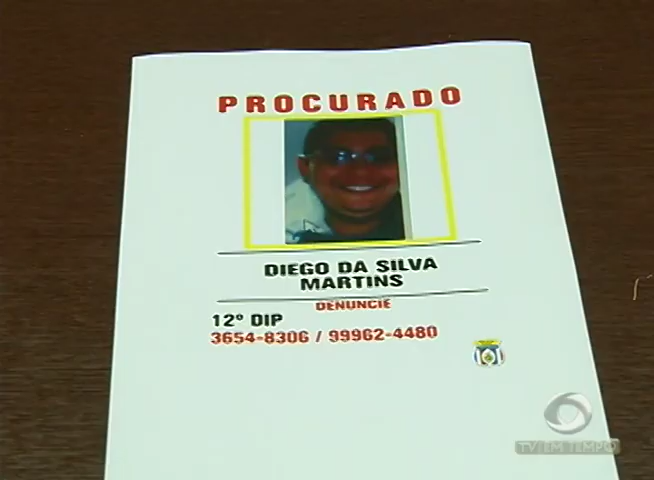 PROCURADO
DIEGO DA SILVA
MARTINS
DENUNCIE
12º DIP
3654-8306 / 99962-4480
TV EM TEMPO